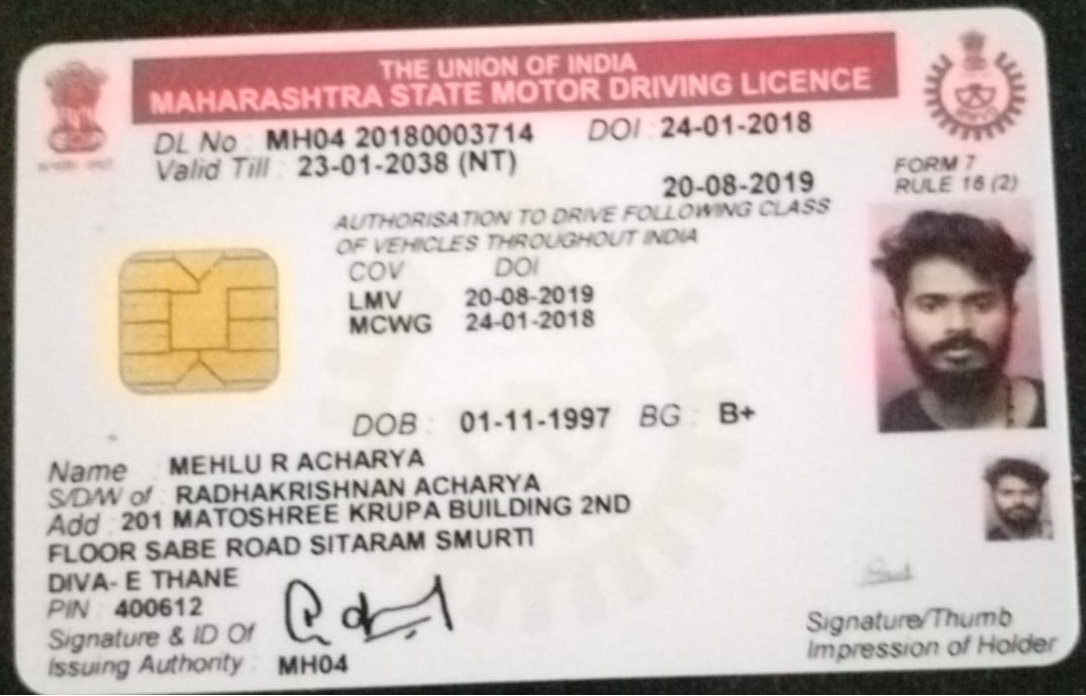 THE UNION OF INDIA
MAHARASHTRA STATE MOTOR DRIVING LICENCE
DL No : MH04 20180003714 DOI : 24-01-2018
Valid Till : 23-01-2038 (NT)
20-08-2019
FORM 7
RULE 16 (2)
AUTHORISATION TO DRIVE FOLLOWING CLASS
OF VEHICLES THROUGHOUT INDIA
COV DOI
LMV 20-08-2019
MCWG 24-01-2018
DOB : 01-11-1997 BG : B+
Name : MEHLU R ACHARYA
S/D/W of : RADHAKRISHNAN ACHARYA
Add : 201 MATOSHREE KRUPA BUILDING 2ND
FLOOR SABE ROAD SITARAM SMURTI
DIVA- E THANE
PIN : 400612
Signature & ID Of
Issuing Authority : MH04
Signature/Thumb
Impression of Holder